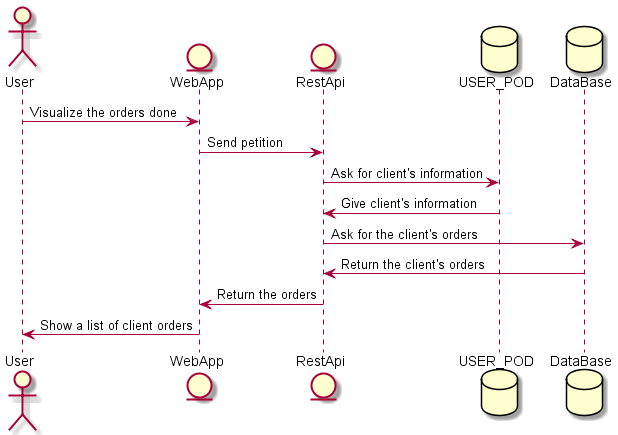 User
WebApp
RestApi
USER_POD
DataBase
Visualize the orders done
Send petition
Ask for client's information
Give client's information
Ask for the client's orders
Return the client's orders
Return the orders
Show a list of client orders
User
WebApp
RestApi
USER_POD
DataBase